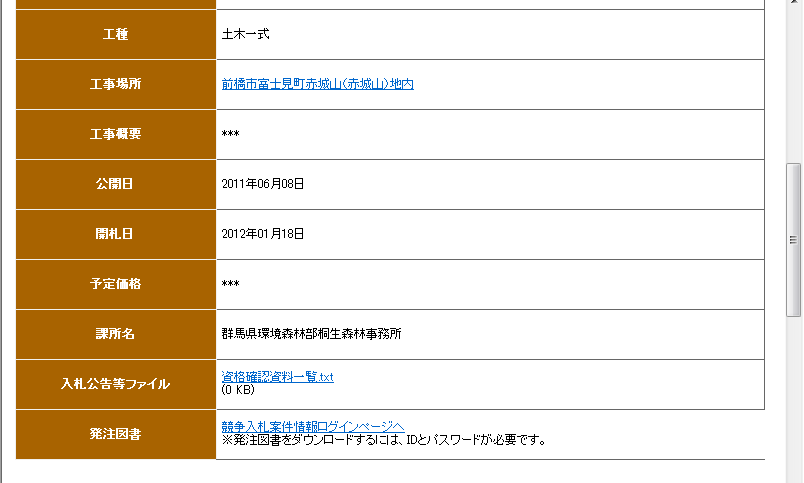 工種 土木一式
工事場所 前橋市富士見町赤城山(赤城山)地内
工事概要 ***
公開日 2011年06月08日
開札日 2012年01月18日
予定価格 ***
課所名 群馬県環境森林部桐生森林事務所
入札公告等ファイル 資格確認資料一覧.txt
(0 KB)
発注図書 競争入札案件情報ログインページへ
※発注図書をダウンロードするには、IDとパスワードが必要です。